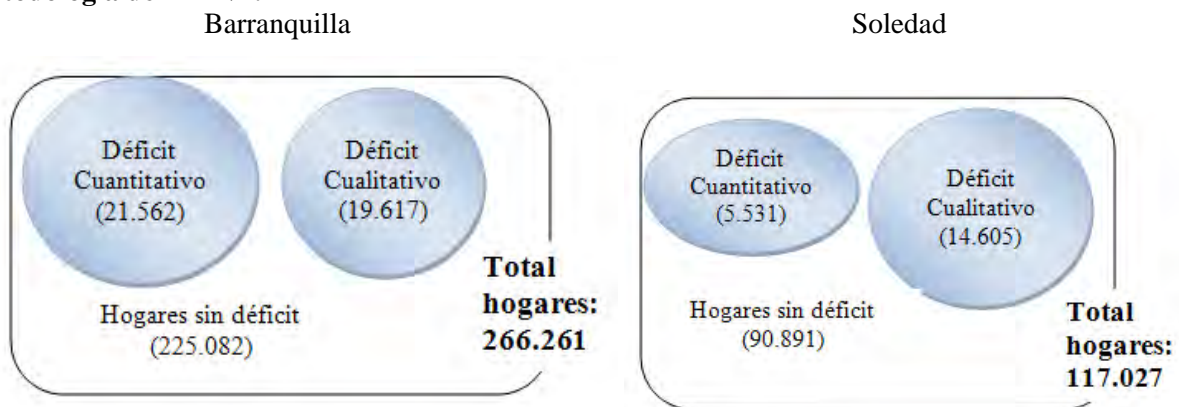 Barranquilla
Déficit
Cuantitativo
(21.562)
Déficit
Cualitativo
(19.617)
Hogares sin déficit
(225.082)
Total
hogares:
266.261
Soledad
Déficit
Cuantitativo
(5.531)
Déficit
Cualitativo
(14.605)
Hogares sin déficit
(90.891)
Total
hogares:
117.027